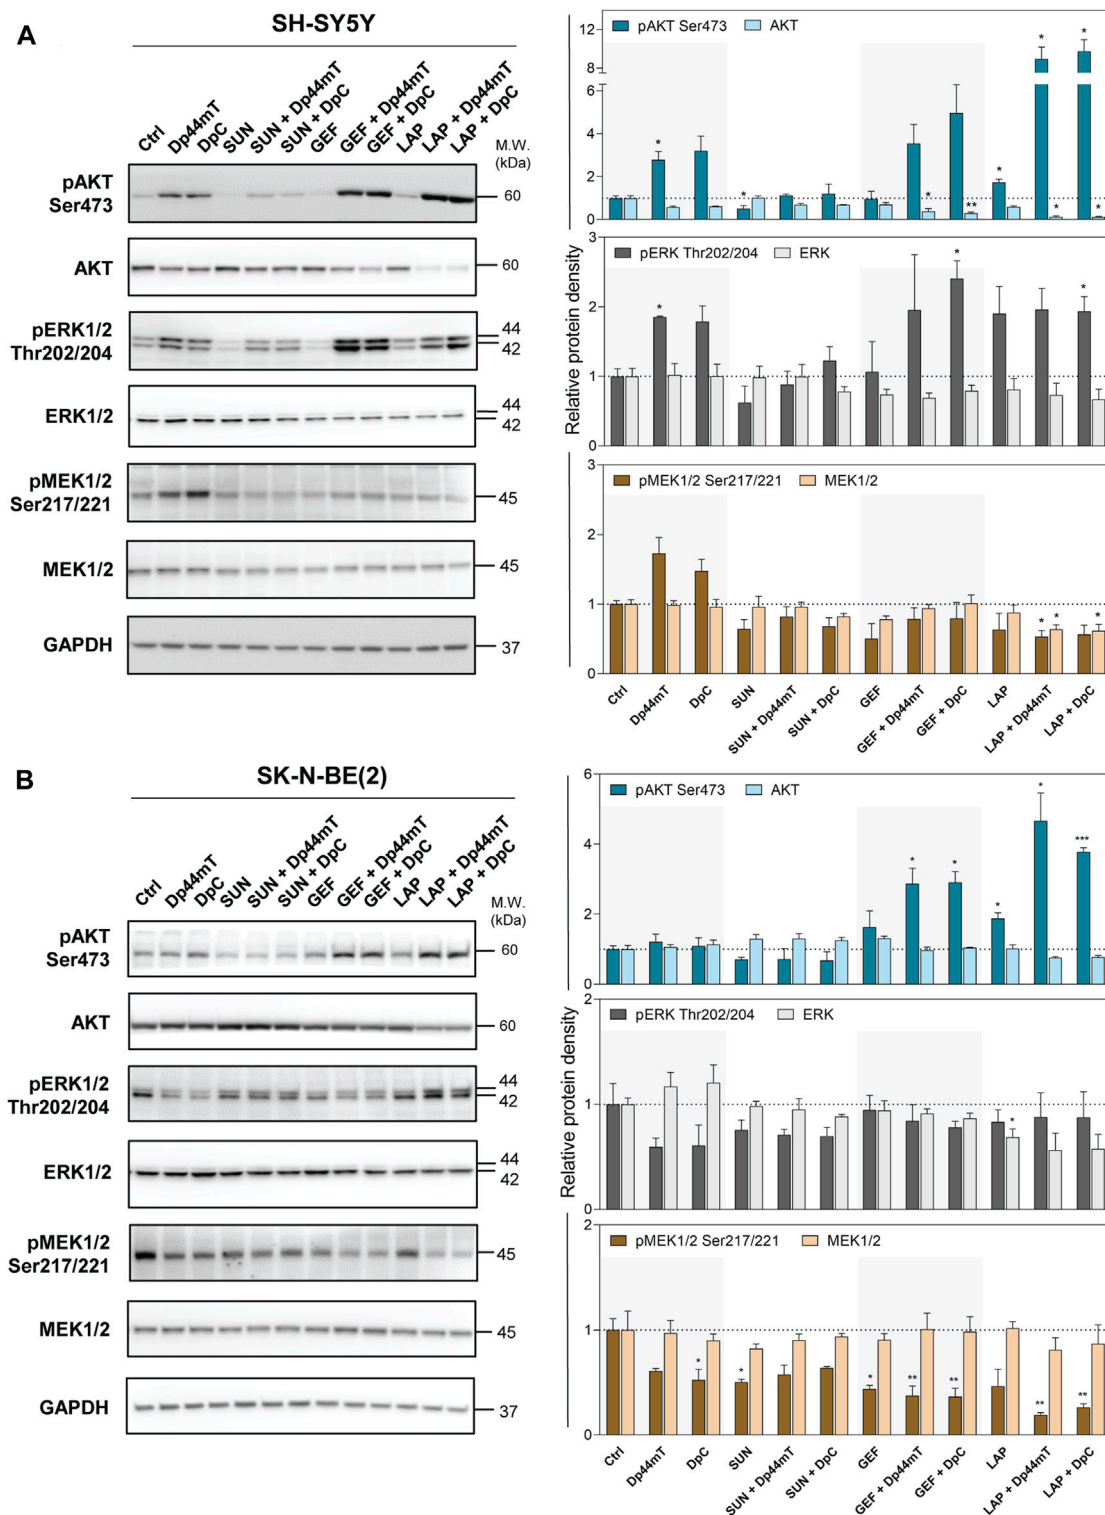 A
SH-SY5Y
Ctrl
Dp44mT
DpC
SUN
SUN + Dp44mT
SUN + DpC
GEF
GEF + Dp44mT
GEF + DpC
LAP
LAP + Dp44mT
LAP + DpC
M.W.
(kDa)
pAKT
Ser473
60
AKT
60
pERK1/2
Thr202/204
44
42
ERK1/2
44
42
pMEK1/2
Ser217/221
45
MEK1/2
45
GAPDH
37
Relative protein density
pAKT Ser473 AKT
12
10
8
6
4
2
0
* * * * ** * * * * *
pERK Thr202/204 ERK
3
2
1
0
* * *
pMEK1/2 Ser217/221 MEK1/2
3
2
1
0
* * *
Ctrl
Dp44mT
DpC
SUN
SUN + Dp44mT
SUN + DpC
GEF
GEF + Dp44mT
GEF + DpC
LAP
LAP + Dp44mT
LAP + DpC
B
SK-N-BE(2)
Ctrl
Dp44mT
DpC
SUN
SUN + Dp44mT
SUN + DpC
GEF
GEF + Dp44mT
GEF + DpC
LAP
LAP + Dp44mT
LAP + DpC
M.W.
(kDa)
pAKT
Ser473
60
AKT
60
pERK1/2
Thr202/204
44
42
ERK1/2
44
42
pMEK1/2
Ser217/221
45
MEK1/2
45
GAPDH
37
Relative protein density
pAKT Ser473 AKT
6
4
2
0
* * * * ***
pERK Thr202/204 ERK
2
1
0
*
pMEK1/2 Ser217/221 MEK1/2
2
1
0
* * * ** ** ** **
Ctrl
Dp44mT
DpC
SUN
SUN + Dp44mT
SUN + DpC
GEF
GEF + Dp44mT
GEF + DpC
LAP
LAP + Dp44mT
LAP + DpC